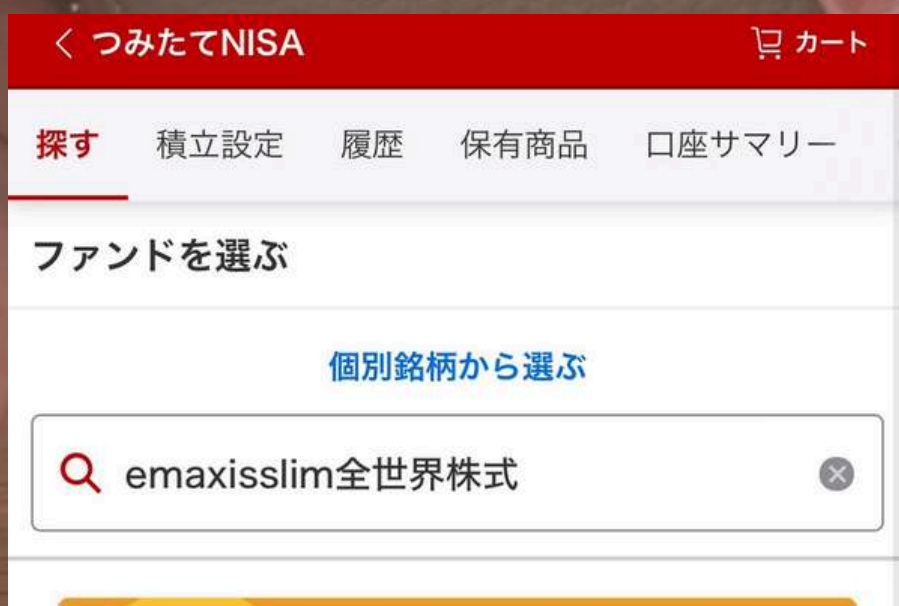 つみたてNISA カート
探す 積立設定 履歴 保有商品 口座サマリー
ファンドを選ぶ
個別銘柄から選ぶ
emaxisslim全世界株式